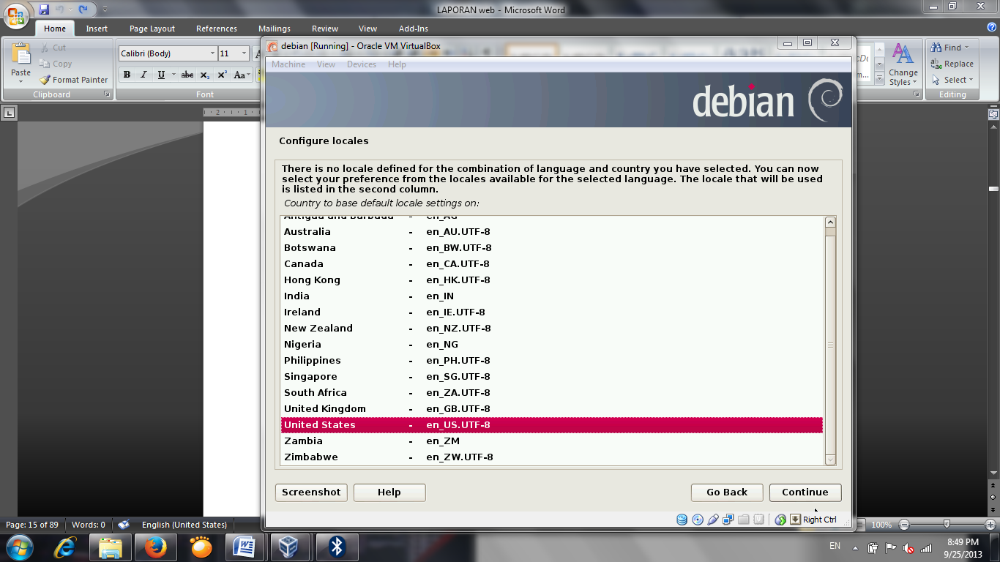 LAPORAN web - Microsoft Word
Home Insert Page Layout References Mailings Review View Add-Ins
Paste
Cut
Copy
Format Painter
Clipboard
Calibri (Body) 11
B I U abe X₂ X² Aa
Font
Change
Styles
Find
Replace
Select
Editing
debian [Running] - Oracle VM VirtualBox
Machine View Devices Help
debian
Configure locales
There is no locale defined for the combination of language and country you have selected. You can now
select your preference from the locales available for the selected language. The locale that will be used
is listed in the second column.
Country to base default locale settings on:
Antigua and Barbuda - en_AG
Australia - en_AU.UTF-8
Botswana - en_BW.UTF-8
Canada - en_CA.UTF-8
Hong Kong - en_HK.UTF-8
India - en_IN
Ireland - en_IE.UTF-8
New Zealand - en_NZ.UTF-8
Nigeria - en_NG
Philippines - en_PH.UTF-8
Singapore - en_SG.UTF-8
South Africa - en_ZA.UTF-8
United Kingdom - en_GB.UTF-8
United States - en_US.UTF-8
Zambia - en_ZM
Zimbabwe - en_ZW.UTF-8
Screenshot Help Go Back Continue
Right Ctrl
Page: 15 of 89 Words: 0 English (United States) 100%
EN 8:49 PM
9/25/2013